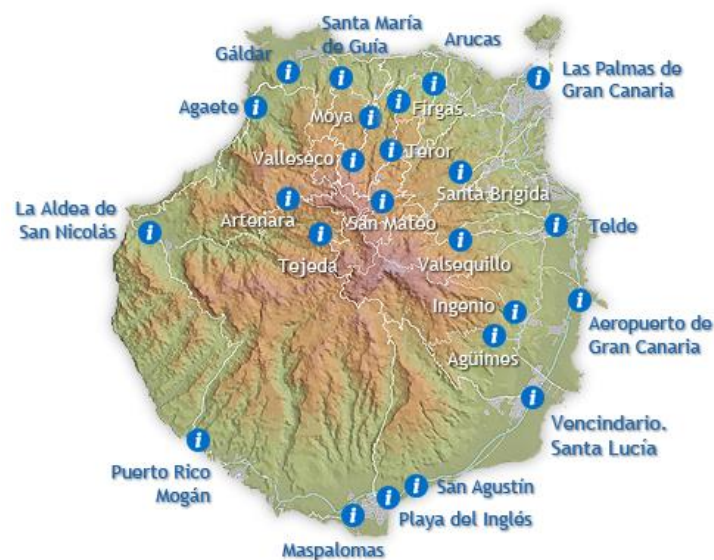 Santa María
de Guía
Gáldar
Arucas
Las Palmas de
Gran Canaria
Agaete
Moya
Firgas
Valleseco
Teror
Santa Brígida
La Aldea de
San Nicolás
Artenara
San Mateo
Telde
Tejeda
Valsequillo
Ingenio
Aeropuerto de
Gran Canaria
Agüimes
Vencindario.
Santa Lucía
Puerto Rico
Mogán
San Agustín
Playa del Inglés
Maspalomas